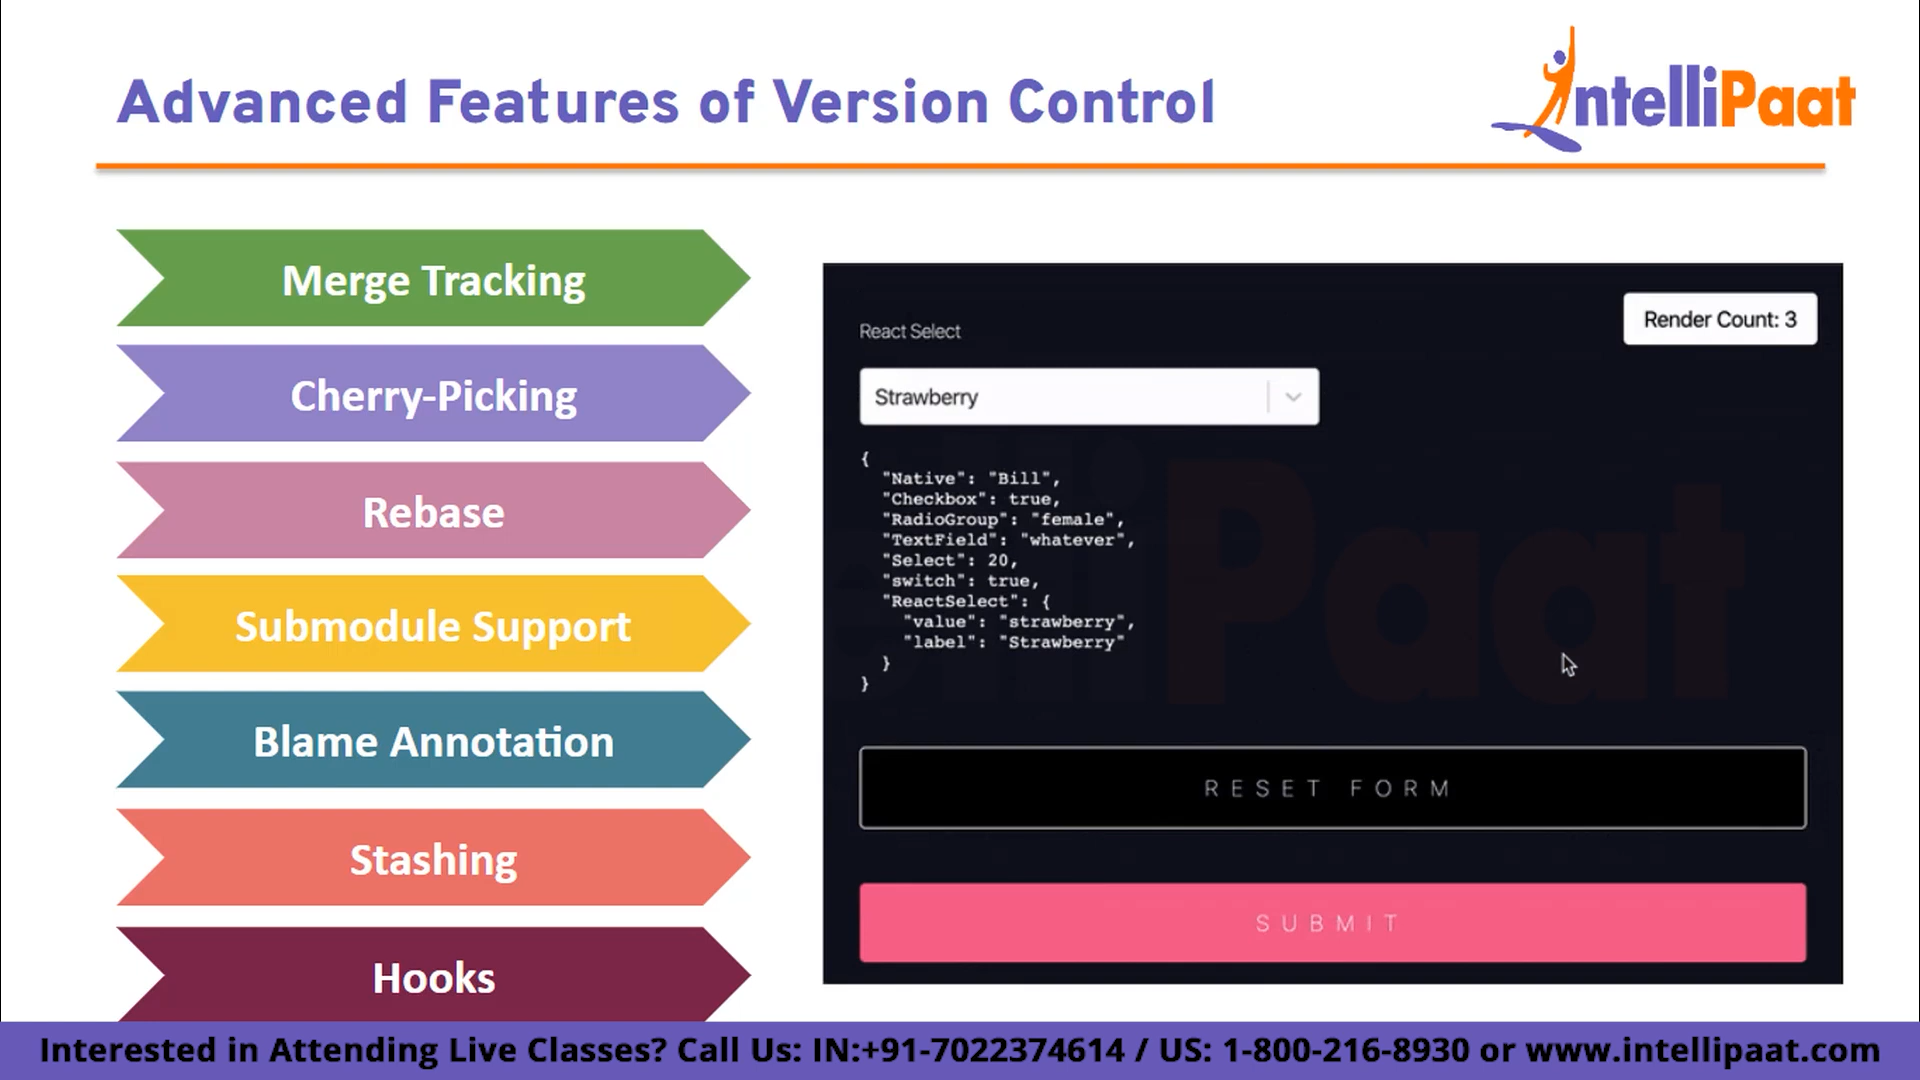 Advanced Features of Version Control
IntelliPaat
Merge Tracking
Cherry-Picking
Rebase
Submodule Support
Blame Annotation
Stashing
Hooks
React Select
Render Count: 3
Strawberry
{
"Native": "Bill",
"Checkbox": true,
"RadioGroup": "female",
"TextField": "whatever",
"Select": 20,
"switch": true,
"ReactSelect": {
"value": "strawberry",
"label": "Strawberry"
}
}
RESET FORM
SUBMIT
Interested in Attending Live Classes? Call Us: IN:+91-7022374614 / US: 1-800-216-8930 or www.intellipaat.com